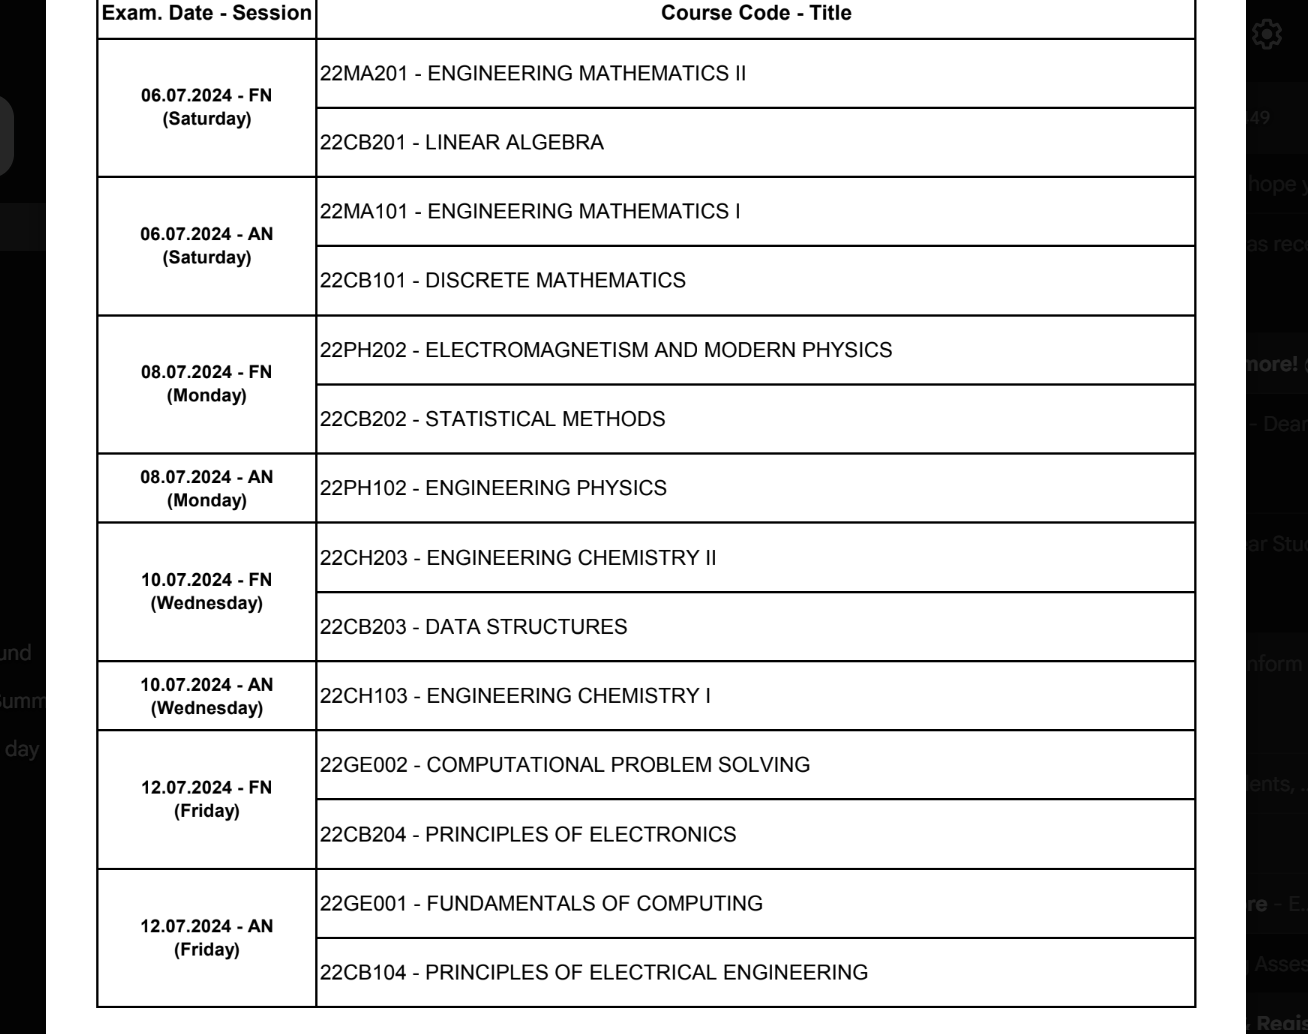 Exam. Date - Session
Course Code - Title
06.07.2024 - FN
(Saturday)
22MA201 - ENGINEERING MATHEMATICS II
22CB201 - LINEAR ALGEBRA
06.07.2024 - AN
(Saturday)
22MA101 - ENGINEERING MATHEMATICS I
22CB101 - DISCRETE MATHEMATICS
08.07.2024 - FN
(Monday)
22PH202 - ELECTROMAGNETISM AND MODERN PHYSICS
22CB202 - STATISTICAL METHODS
08.07.2024 - AN
(Monday)
22PH102 - ENGINEERING PHYSICS
10.07.2024 - FN
(Wednesday)
22CH203 - ENGINEERING CHEMISTRY II
22CB203 - DATA STRUCTURES
10.07.2024 - AN
(Wednesday)
22CH103 - ENGINEERING CHEMISTRY I
12.07.2024 - FN
(Friday)
22GE002 - COMPUTATIONAL PROBLEM SOLVING
22CB204 - PRINCIPLES OF ELECTRONICS
12.07.2024 - AN
(Friday)
22GE001 - FUNDAMENTALS OF COMPUTING
22CB104 - PRINCIPLES OF ELECTRICAL ENGINEERING
day
hope
more!
- Dear